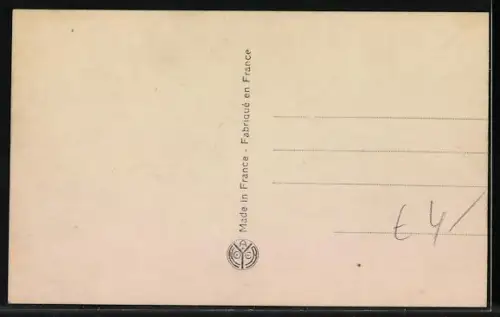 Made in France - Fabriqué en France
€ 4/